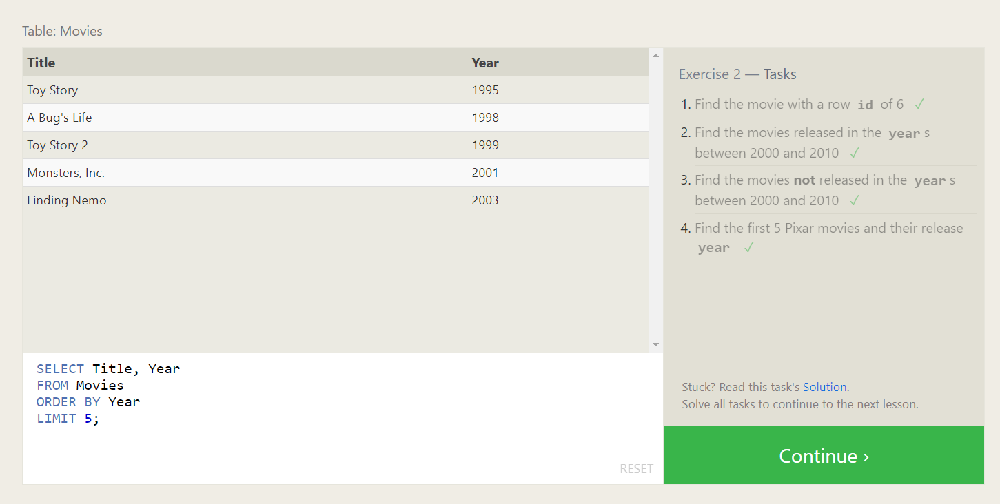 Table: Movies
Title Year
Toy Story 1995
A Bug's Life 1998
Toy Story 2 1999
Monsters, Inc. 2001
Finding Nemo 2003
SELECT Title, Year
FROM Movies
ORDER BY Year
LIMIT 5;
RESET
Exercise 2 — Tasks
1. Find the movie with a row id of 6 ✓
2. Find the movies released in the years
between 2000 and 2010 ✓
3. Find the movies not released in the years
between 2000 and 2010 ✓
4. Find the first 5 Pixar movies and their release
year ✓
Stuck? Read this task's Solution.
Solve all tasks to continue to the next lesson.
Continue ›